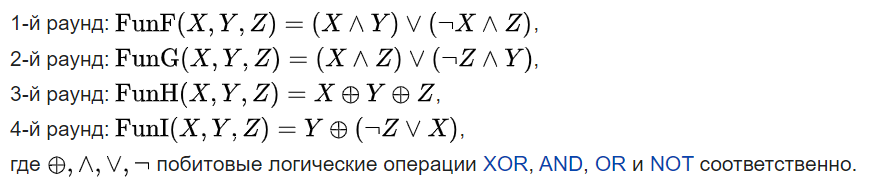 1-й раунд: FunF(X, Y, Z) = (X ∧ Y) ∨ (¬X ∧ Z),
2-й раунд: FunG(X, Y, Z) = (X ∧ Z) ∨ (¬Z ∧ Y),
3-й раунд: FunH(X, Y, Z) = X ⊕ Y ⊕ Z,
4-й раунд: FunI(X, Y, Z) = Y ⊕ (¬Z ∨ X),
где ⊕, ∧, ∨, ¬ побитовые логические операции XOR, AND, OR и NOT соответственно.